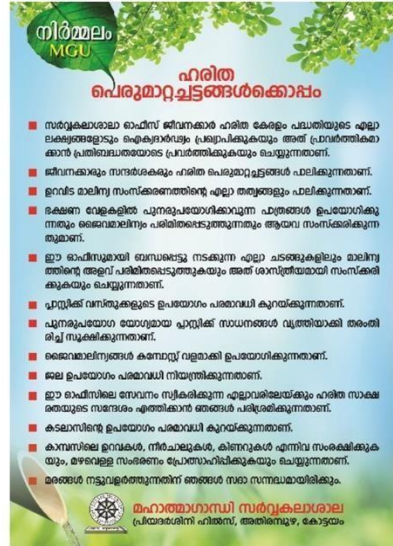 നിർമ്മലം
MGU
ഹരിത
പെരുമാറ്റച്ചട്ടങ്ങൾക്കൊപ്പം
സർവ്വകലാശാലാ ഓഫീസ് ജീവനക്കാർ ഹരിത കേരളം പദ്ധതിയുടെ എല്ലാ
ലക്ഷ്യങ്ങളോടും ഐക്യദാർഢ്യം പ്രഖ്യാപിക്കുകയും അത് പ്രാവർത്തികമാ
ക്കാൻ പ്രതിബദ്ധതയോടെ പ്രവർത്തിക്കുകയും ചെയ്യുന്നതാണ്.
ജീവനക്കാരും സന്ദർശകരും ഹരിത പെരുമാറ്റച്ചട്ടങ്ങൾ പാലിക്കുന്നതാണ്.
ഉറവിട മാലിന്യ സംസ്കരണത്തിന്റെ എല്ലാ തത്വങ്ങളും പാലിക്കുന്നതാണ്.
ഭക്ഷണ വേളകളിൽ പുനരുപയോഗിക്കാവുന്ന പാത്രങ്ങൾ ഉപയോഗിക്കു
ന്നതും ജൈവമാലിന്യം പരിമിതപ്പെടുത്തുന്നതും ആയവ സംസ്ക്കരിക്കുന്ന
തുമാണ്.
ഈ ഓഫീസുമായി ബന്ധപ്പെട്ടു നടക്കുന്ന എല്ലാ ചടങ്ങുകളിലും മാലിന്യ
ത്തിന്റെ അളവ് പരിമിതപ്പെടുത്തുകയും അത് ശാസ്ത്രീയമായി സംസ്കരി
ക്കുകയും ചെയ്യുന്നതാണ്.
പ്ലാസ്റ്റിക്ക് വസ്തുക്കളുടെ ഉപയോഗം പരമാവധി കുറയ്ക്കുന്നതാണ്.
പുനരുപയോഗ യോഗ്യമായ പ്ലാസ്റ്റിക്ക് സാധനങ്ങൾ വൃത്തിയാക്കി തരംതി
രിച്ച് സൂക്ഷിക്കുന്നതാണ്.
ജൈവമാലിന്യങ്ങൾ കമ്പോസ്റ്റ് വളമാക്കി ഉപയോഗിക്കുന്നതാണ്.
ജല ഉപയോഗം പരമാവധി നിയന്ത്രിക്കുന്നതാണ്.
ഈ ഓഫീസിലെ സേവനം സ്വീകരിക്കുന്ന എല്ലാവരിലേയ്ക്കും ഹരിത സാക്ഷ
രതയുടെ സന്ദേശം എത്തിക്കാൻ ഞങ്ങൾ പരിശ്രമിക്കുന്നതാണ്.
കടലാസിന്റെ ഉപയോഗം പരമാവധി കുറയ്ക്കുന്നതാണ്.
കാമ്പസിലെ ഉറവകൾ, നീർച്ചാലുകൾ, കിണറുകൾ എന്നിവ സംരക്ഷിക്കുക
യും, മഴവെള്ള സംഭരണം പ്രോത്സാഹിപ്പിക്കുകയും ചെയ്യുന്നതാണ്.
മരങ്ങൾ നട്ടുവളർത്തുന്നതിന് ഞങ്ങൾ സദാ സന്നദ്ധമായിരിക്കും.
മഹാത്മാഗാന്ധി സർവ്വകലാശാല
പ്രിയദർശിനി ഹിൽസ്, അതിരമ്പുഴ, കോട്ടയം